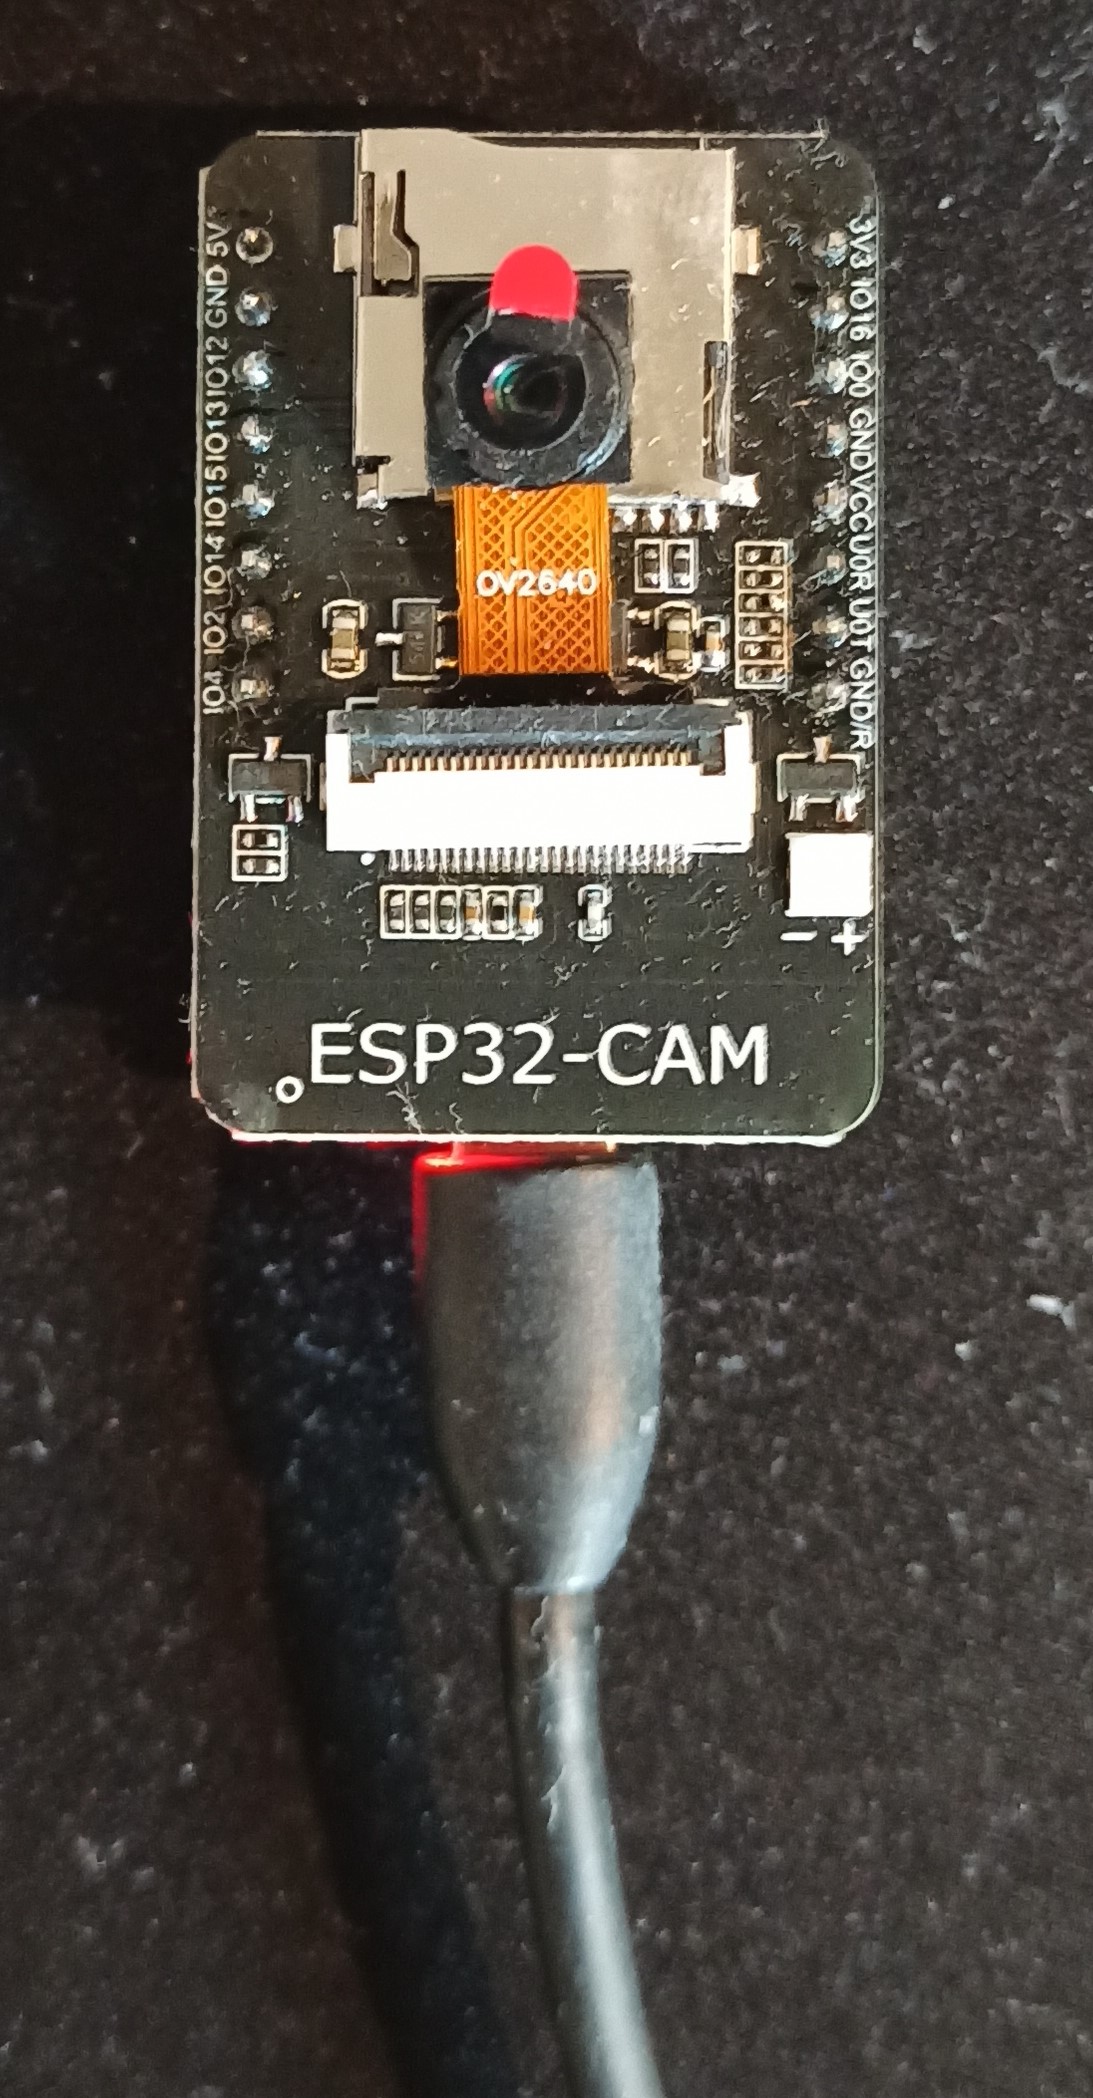 5V
GND
IO12
IO13
IO15
IO14
IO2
IO4
3V3
IO16
IO0
GND
VCC
U0R
U0T
GND/R
OV2640
- +
ESP32-CAM